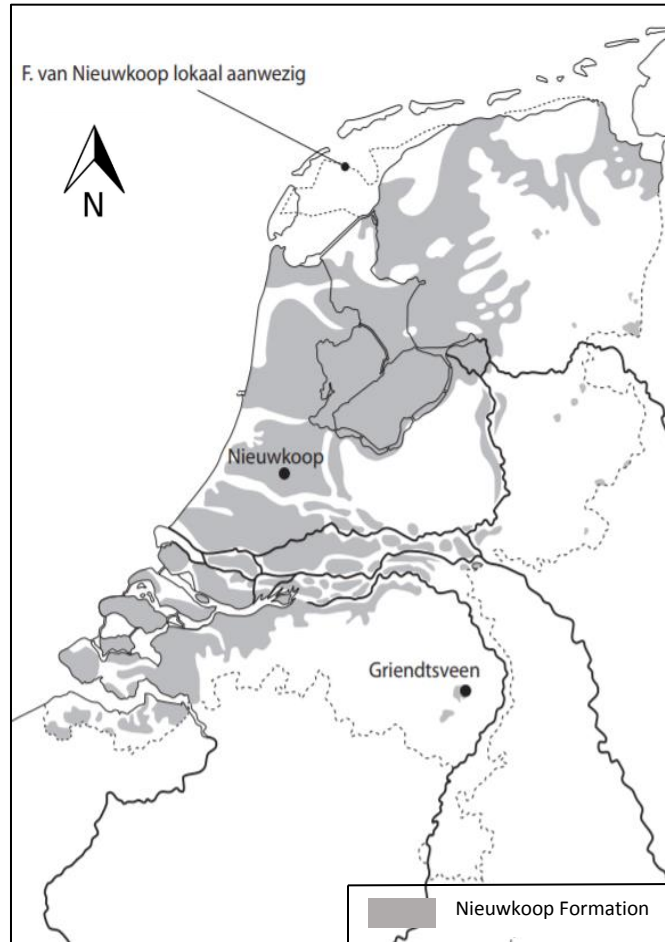 F. van Nieuwkoop lokaal aanwezig
N
Nieuwkoop
Griendtsveen
Nieuwkoop Formation